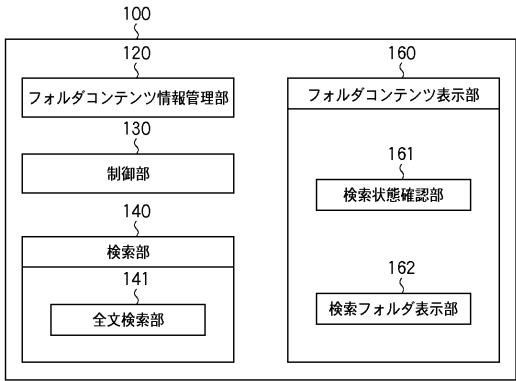 100
120
フォルダコンテンツ情報管理部
130
制御部
140
検索部
141
全文検索部
160
フォルダコンテンツ表示部
161
検索状態確認部
162
検索フォルダ表示部